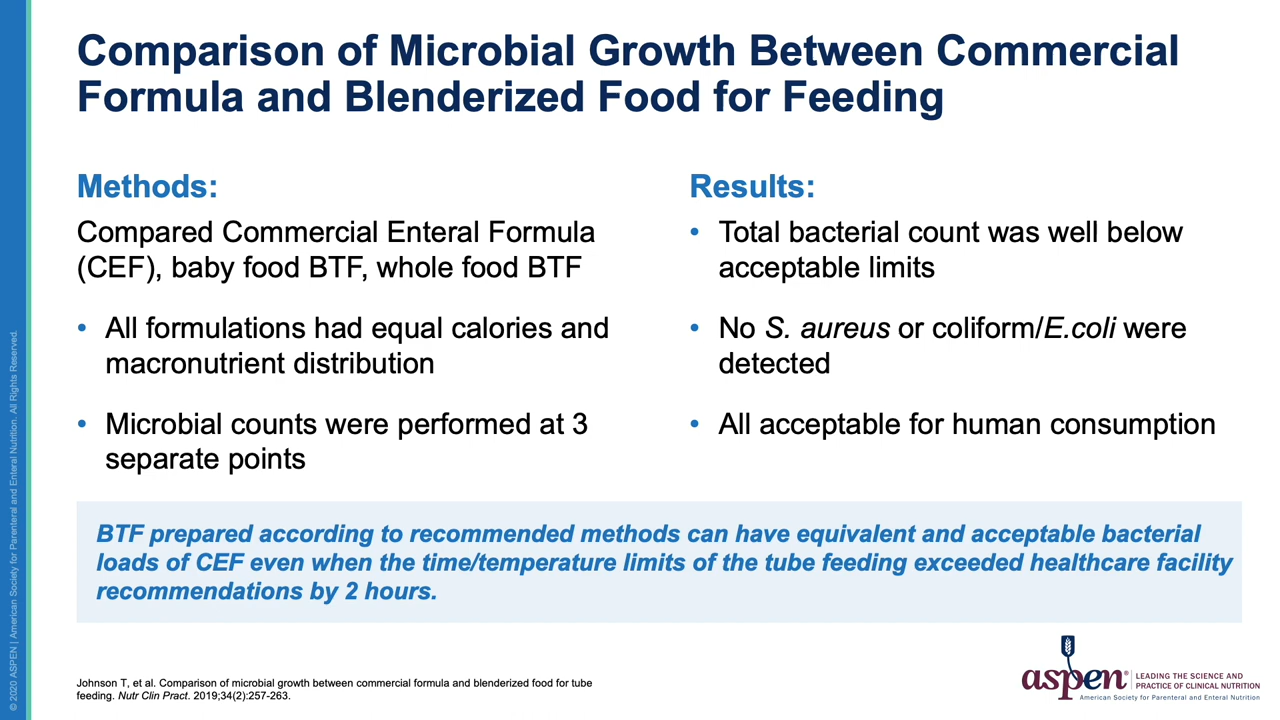 Comparison of Microbial Growth Between Commercial
Formula and Blenderized Food for Feeding
Methods:
Compared Commercial Enteral Formula
(CEF), baby food BTF, whole food BTF
• All formulations had equal calories and
macronutrient distribution
• Microbial counts were performed at 3
separate points
Results:
• Total bacterial count was well below
acceptable limits
• No S. aureus or coliform/E.coli were
detected
• All acceptable for human consumption
BTF prepared according to recommended methods can have equivalent and acceptable bacterial
loads of CEF even when the time/temperature limits of the tube feeding exceeded healthcare facility
recommendations by 2 hours.
Johnson T, et al. Comparison of microbial growth between commercial formula and blenderized food for tube
feeding. Nutr Clin Pract. 2019;34(2):257-263.
aspen®
LEADING THE SCIENCE AND
PRACTICE OF CLINICAL NUTRITION
American Society for Parenteral and Enteral Nutrition
© 2020 ASPEN | American Society for Parenteral and Enteral Nutrition. All Rights Reserved.